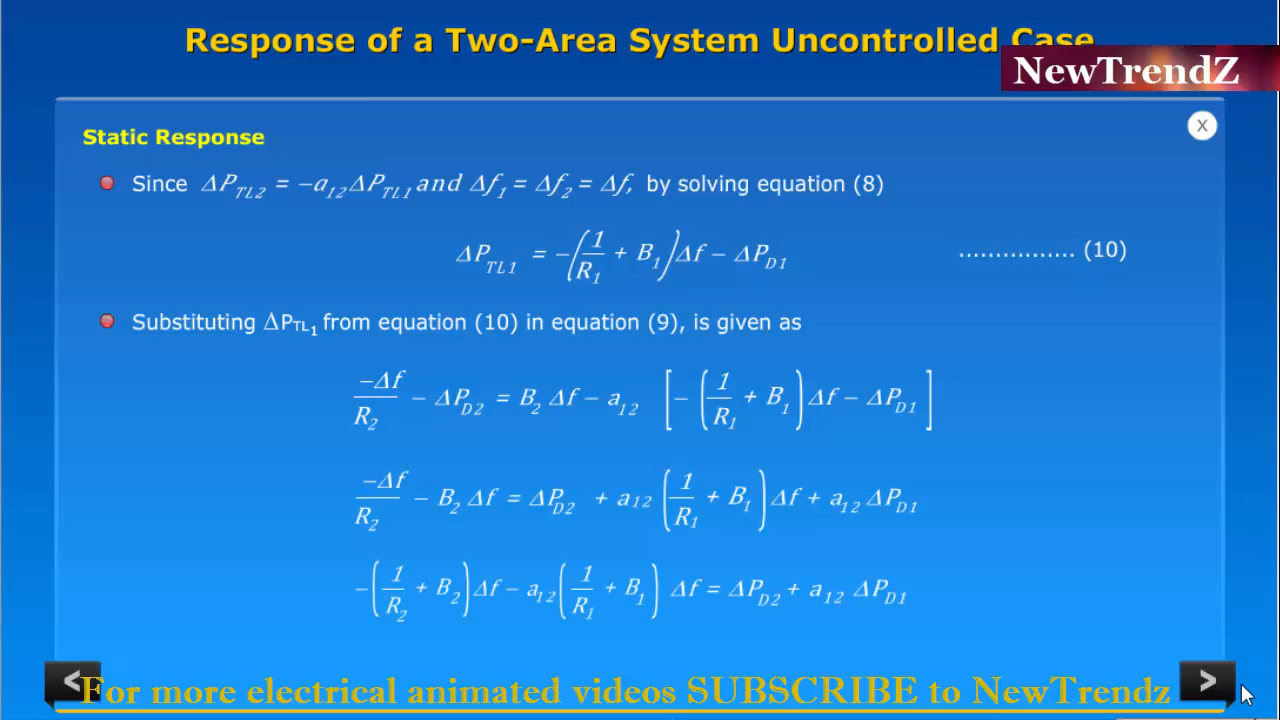 Response of a Two-Area System Uncontrolled Case
NewTrendZ
Static Response
X
Since ΔP_TL2 = −a_12 ΔP_TL1 and Δf_1 = Δf_2 = Δf, by solving equation (8)
ΔP_TL1 = −(1/R_1 + B_1)Δf − ΔP_D1 ................ (10)
Substituting ΔP_TL1 from equation (10) in equation (9), is given as
−Δf/R_2 − ΔP_D2 = B_2 Δf − a_12 [−(1/R_1 + B_1)Δf − ΔP_D1]
−Δf/R_2 − B_2 Δf = ΔP_D2 + a_12 (1/R_1 + B_1)Δf + a_12 ΔP_D1
−(1/R_2 + B_2)Δf − a_12 (1/R_1 + B_1) Δf = ΔP_D2 + a_12 ΔP_D1
< >
For more electrical animated videos SUBSCRIBE to NewTrendz